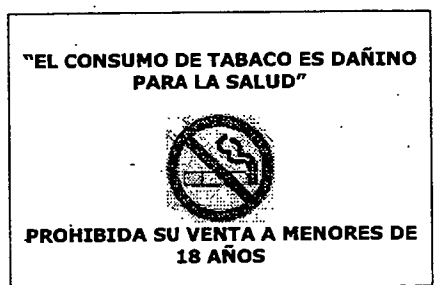 "EL CONSUMO DE TABACO ES DAÑINO
PARA LA SALUD"
PROHIBIDA SU VENTA A MENORES DE
18 AÑOS